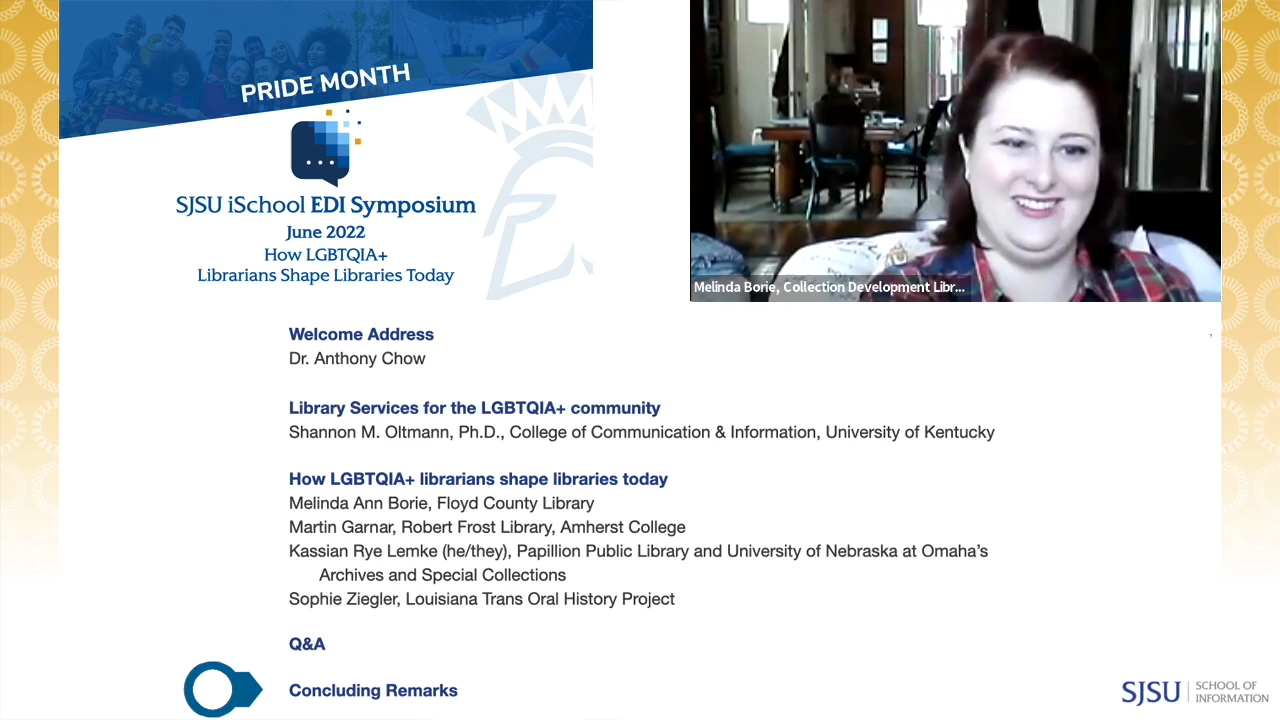 PRIDE MONTH
SJSU iSchool EDI Symposium
June 2022
How LGBTQIA+
Librarians Shape Libraries Today
Melinda Borie, Collection Development Libr...
Welcome Address
Dr. Anthony Chow
Library Services for the LGBTQIA+ community
Shannon M. Oltmann, Ph.D., College of Communication & Information, University of Kentucky
How LGBTQIA+ librarians shape libraries today
Melinda Ann Borie, Floyd County Library
Martin Garnar, Robert Frost Library, Amherst College
Kassian Rye Lemke (he/they), Papillion Public Library and University of Nebraska at Omaha’s
Archives and Special Collections
Sophie Ziegler, Louisiana Trans Oral History Project
Q&A
Concluding Remarks
SJSU | SCHOOL OF
INFORMATION